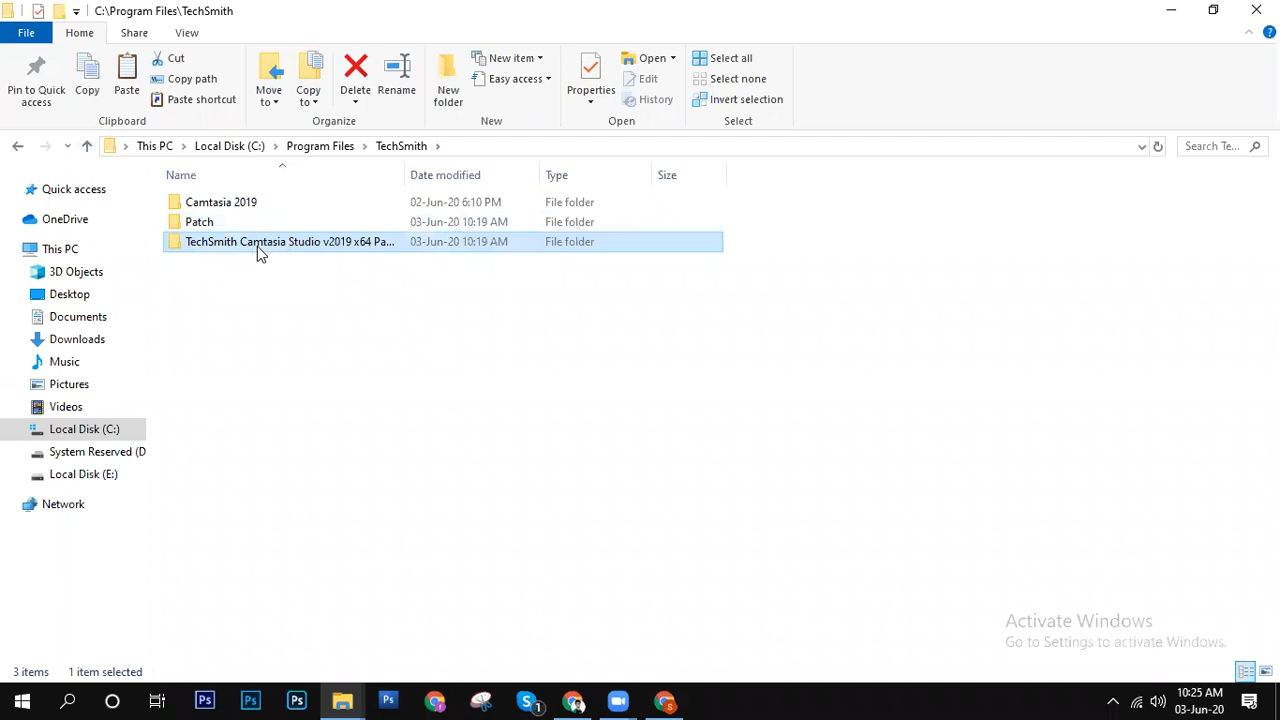 C:\Program Files\TechSmith
File Home Share View
Pin to Quick access
Copy
Paste
Cut
Copy path
Paste shortcut
Clipboard
Move to
Copy to
Delete
Rename
Organize
New folder
New item
Easy access
New
Properties
Open
Edit
History
Open
Select all
Select none
Invert selection
Select
This PC > Local Disk (C:) > Program Files > TechSmith >
Search Te...
Name Date modified Type Size
Camtasia 2019 02-Jun-20 6:10 PM File folder
Patch 03-Jun-20 10:19 AM File folder
TechSmith Camtasia Studio v2019 x64 Pa... 03-Jun-20 10:19 AM File folder
Quick access
OneDrive
This PC
3D Objects
Desktop
Documents
Downloads
Music
Pictures
Videos
Local Disk (C:)
System Reserved (D
Local Disk (E:)
Network
Activate Windows
Go to Settings to activate Windows.
3 items 1 item selected
Ps Ps Ps Ps S 1
10:25 AM
03-Jun-20